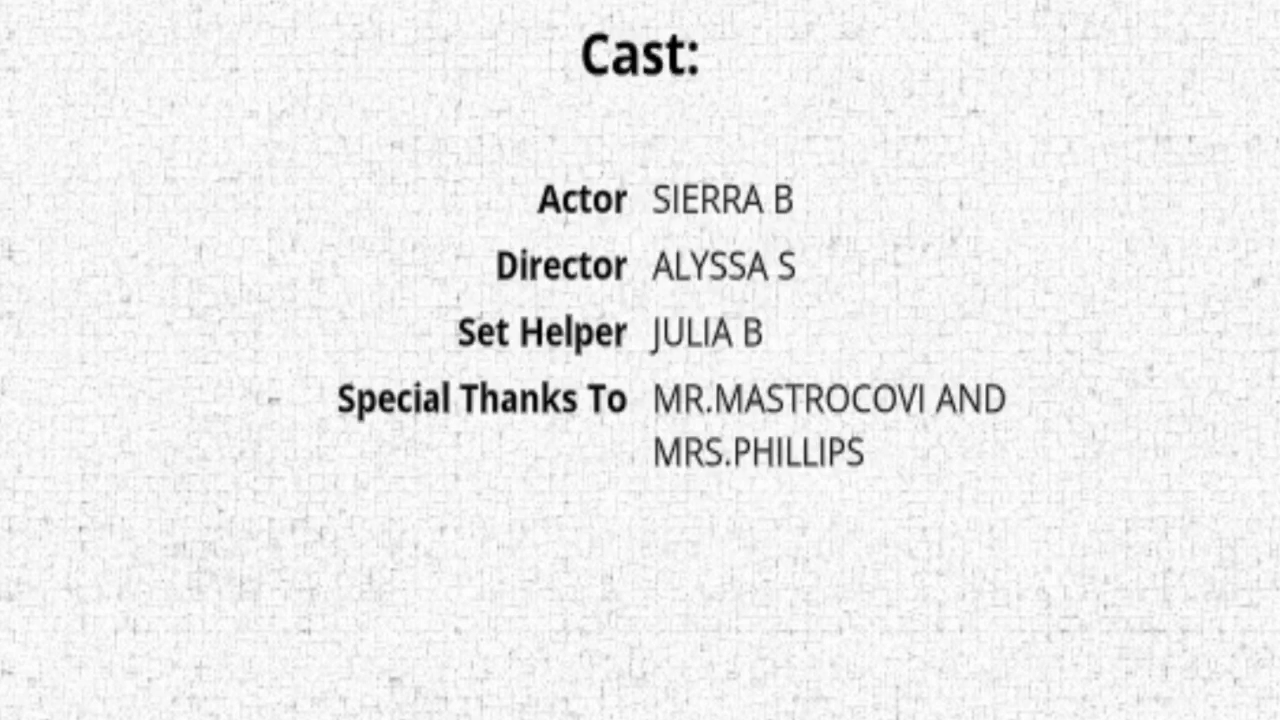 Cast:
Actor SIERRA B
Director ALYSSA S
Set Helper JULIA B
Special Thanks To MR.MASTROCOVI AND
MRS.PHILLIPS